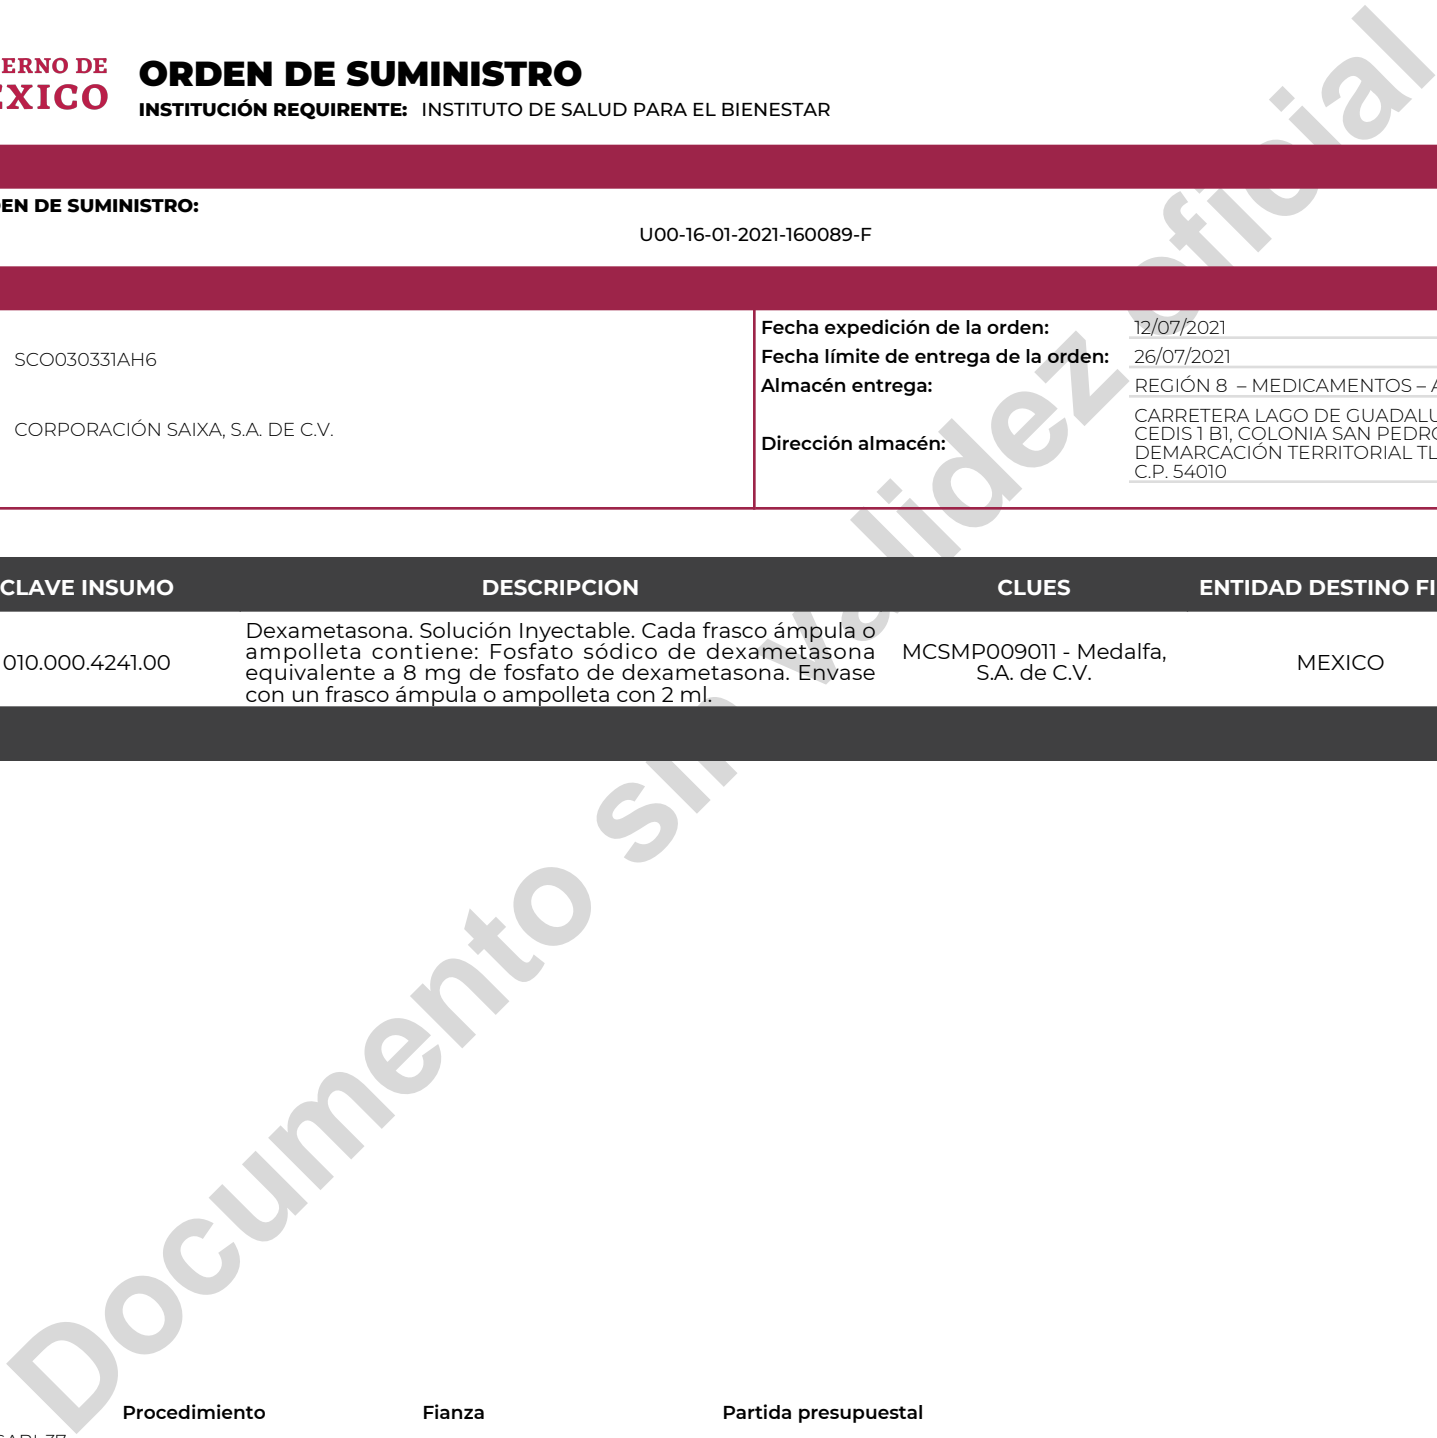 ERNO DE
EXICO
ORDEN DE SUMINISTRO
INSTITUCIÓN REQUIRENTE: INSTITUTO DE SALUD PARA EL BIENESTAR
EN DE SUMINISTRO:
U00-16-01-2021-160089-F
SCO030331AH6
CORPORACIÓN SAIXA, S.A. DE C.V.
Fecha expedición de la orden: 12/07/2021
Fecha límite de entrega de la orden: 26/07/2021
Almacén entrega: REGIÓN 8 – MEDICAMENTOS – A
Dirección almacén:
CARRETERA LAGO DE GUADALU
CEDIS 1 B1, COLONIA SAN PEDRO
DEMARCACIÓN TERRITORIAL TL
C.P. 54010
CLAVE INSUMO DESCRIPCION CLUES ENTIDAD DESTINO FI
010.000.4241.00
Dexametasona. Solución Inyectable. Cada frasco ámpula o
ampolleta contiene: Fosfato sódico de dexametasona
equivalente a 8 mg de fosfato de dexametasona. Envase
con un frasco ámpula o ampolleta con 2 ml.
MCSMP009011 - Medalfa,
S.A. de C.V.
MEXICO
Documento sin validez oficial
Procedimiento Fianza Partida presupuestal